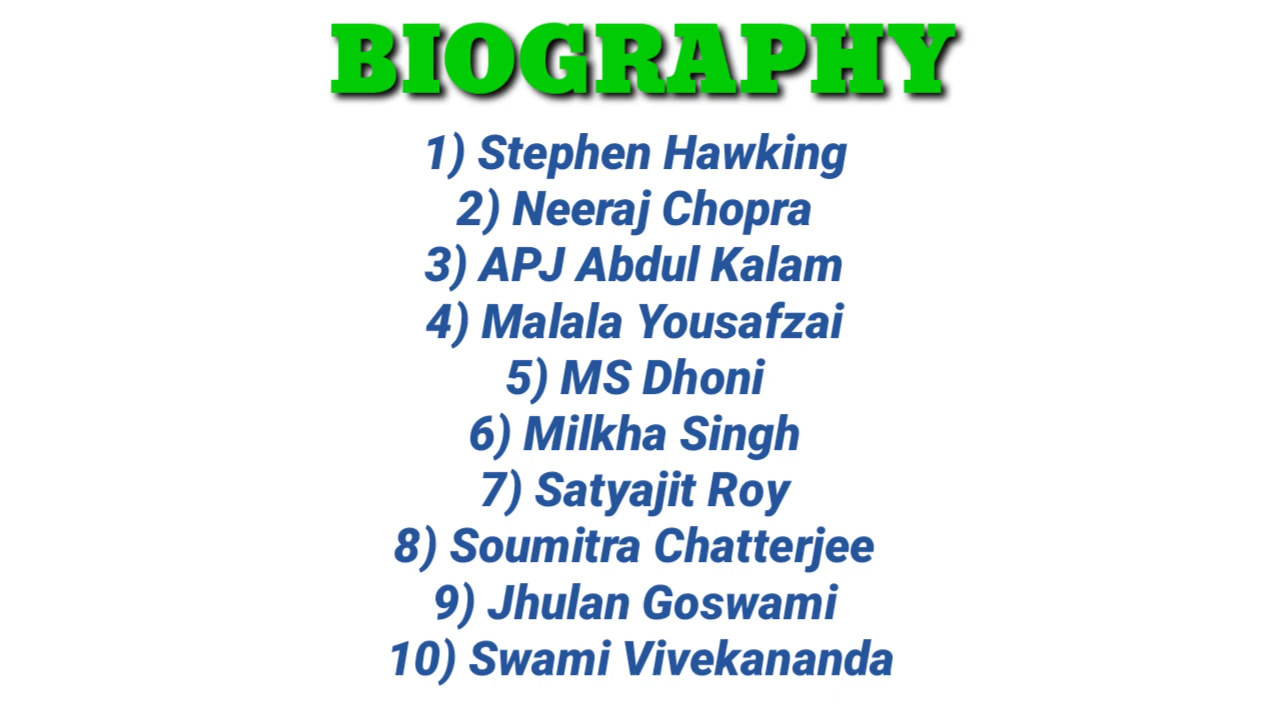 BIOGRAPHY
1) Stephen Hawking
2) Neeraj Chopra
3) APJ Abdul Kalam
4) Malala Yousafzai
5) MS Dhoni
6) Milkha Singh
7) Satyajit Roy
8) Soumitra Chatterjee
9) Jhulan Goswami
10) Swami Vivekananda